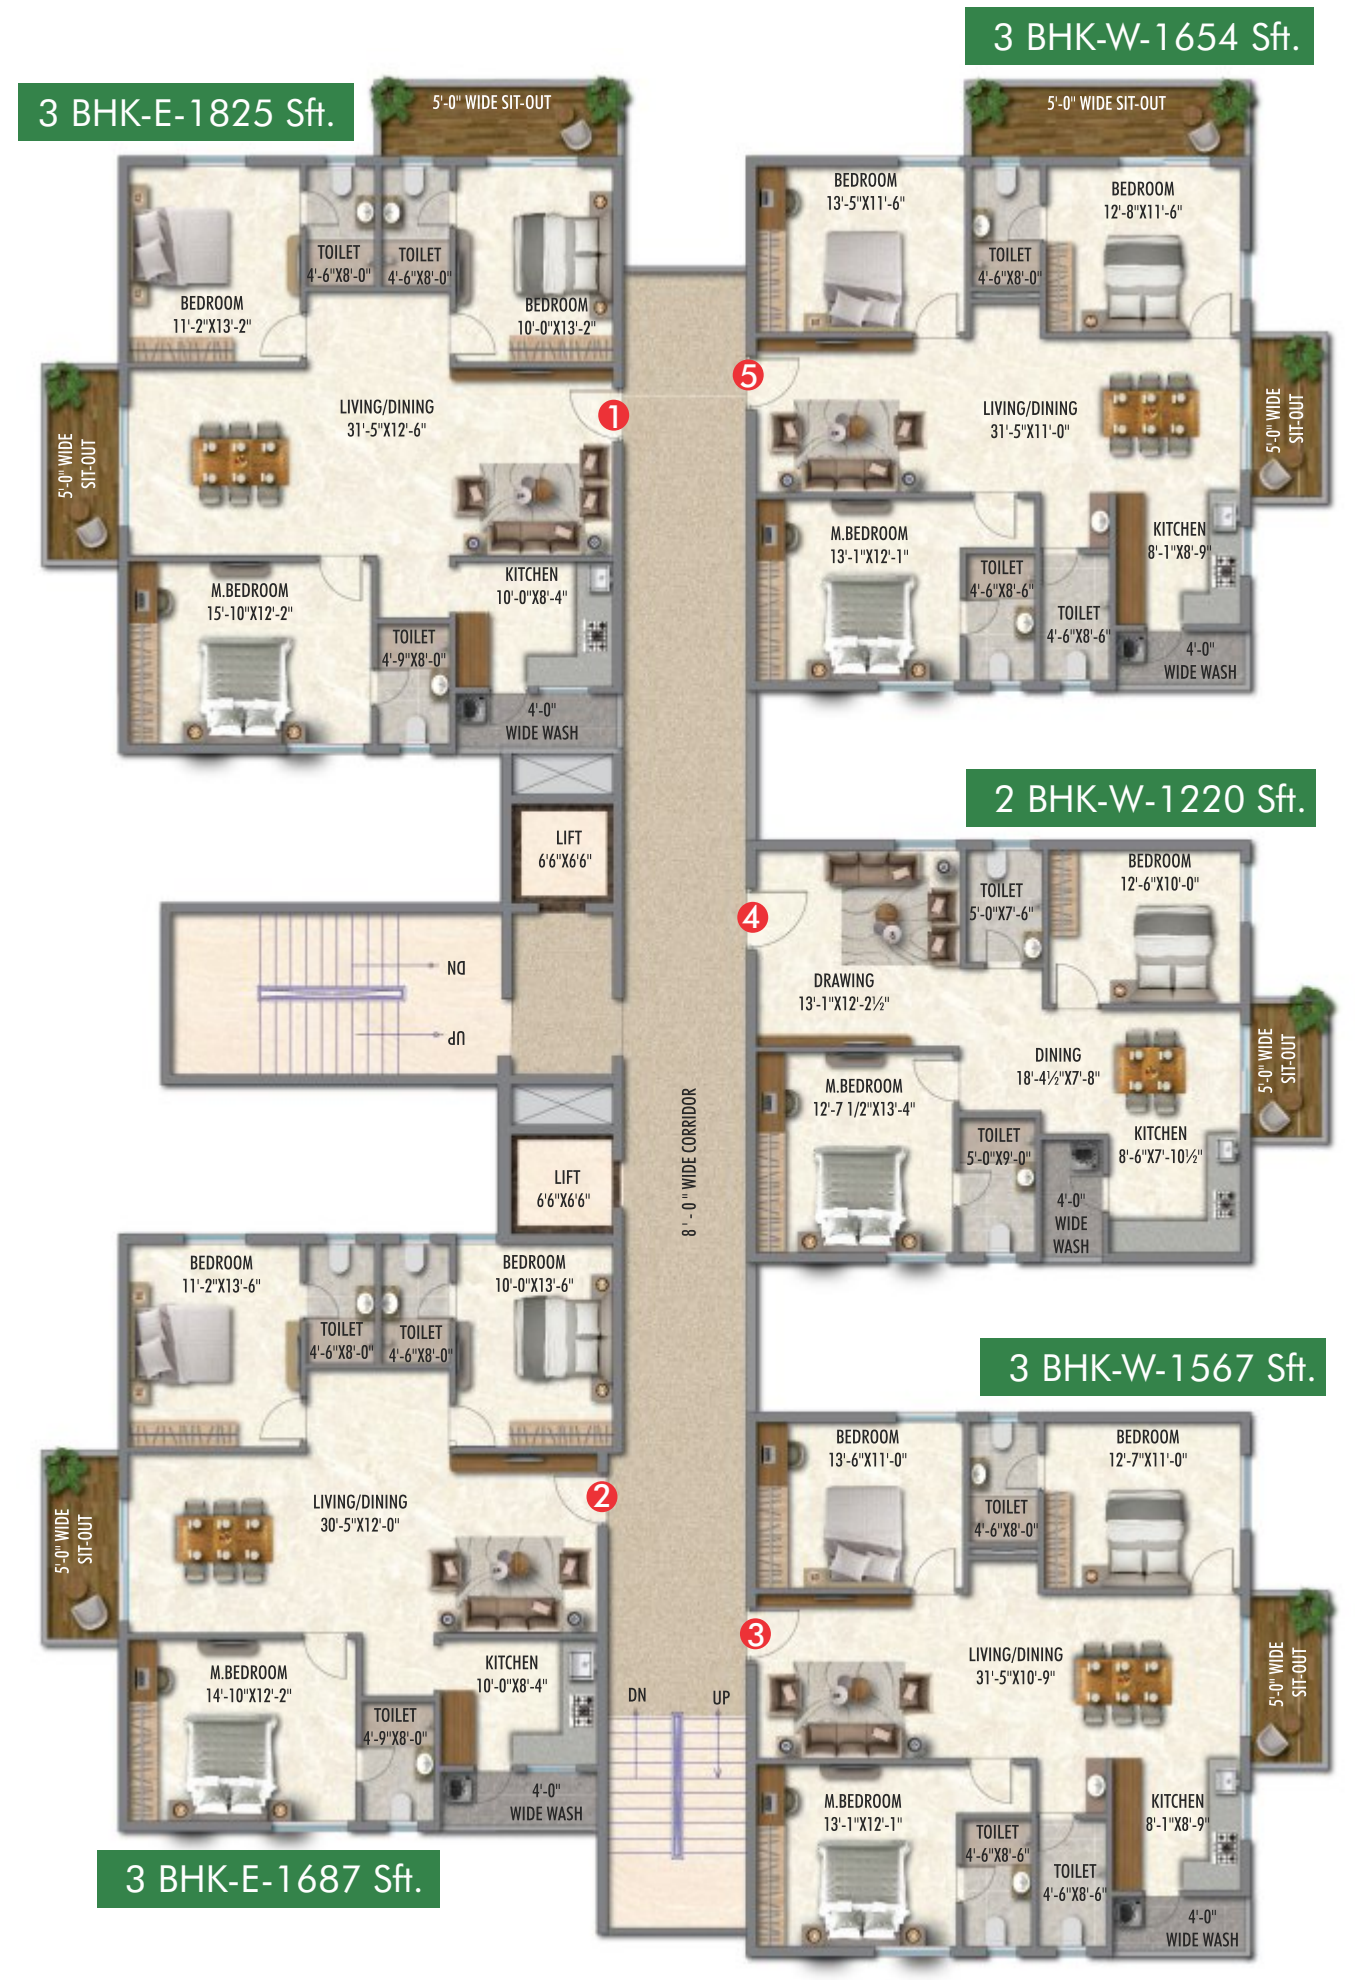 3 BHK-W-1654 Sft.
3 BHK-E-1825 Sft.
5'-0" WIDE SIT-OUT
TOILET
4'-6"X8'-0"
TOILET
4'-6"X8'-0"
BEDROOM
11'-2"X13'-2"
BEDROOM
10'-0"X13'-2"
LIVING/DINING
31'-5"X12'-6"
1
5'-0" WIDE
SIT-OUT
M.BEDROOM
15'-10"X12'-2"
KITCHEN
10'-0"X8'-4"
TOILET
4'-9"X8'-0"
4'-0"
WIDE WASH
5'-0" WIDE SIT-OUT
BEDROOM
13'-5"X11'-6"
BEDROOM
12'-8"X11'-6"
TOILET
4'-6"X8'-0"
5
LIVING/DINING
31'-5"X11'-0"
5'-0" WIDE
SIT-OUT
M.BEDROOM
13'-1"X12'-1"
KITCHEN
8'-1"X8'-9"
TOILET
4'-6"X8'-6"
TOILET
4'-6"X8'-6"
4'-0"
WIDE WASH
LIFT
6'6"X6'6"
DN
UP
LIFT
6'6"X6'6"
8'-0" WIDE CORRIDOR
2 BHK-W-1220 Sft.
BEDROOM
12'-6"X10'-0"
TOILET
5'-0"X7'-6"
4
DRAWING
13'-1"X12'-2½"
DINING
18'-4½"X7'-8"
5'-0" WIDE
SIT-OUT
M.BEDROOM
12'-7 1/2"X13'-4"
TOILET
5'-0"X9'-0"
KITCHEN
8'-6"X7'-10½"
4'-0"
WIDE
WASH
BEDROOM
11'-2"X13'-6"
BEDROOM
10'-0"X13'-6"
TOILET
4'-6"X8'-0"
TOILET
4'-6"X8'-0"
2
LIVING/DINING
30'-5"X12'-0"
5'-0" WIDE
SIT-OUT
M.BEDROOM
14'-10"X12'-2"
KITCHEN
10'-0"X8'-4"
TOILET
4'-9"X8'-0"
4'-0"
WIDE WASH
3 BHK-E-1687 Sft.
DN
UP
3 BHK-W-1567 Sft.
BEDROOM
13'-6"X11'-0"
BEDROOM
12'-7"X11'-0"
TOILET
4'-6"X8'-0"
3
LIVING/DINING
31'-5"X10'-9"
5'-0" WIDE
SIT-OUT
M.BEDROOM
13'-1"X12'-1"
KITCHEN
8'-1"X8'-9"
TOILET
4'-6"X8'-6"
TOILET
4'-6"X8'-6"
4'-0"
WIDE WASH